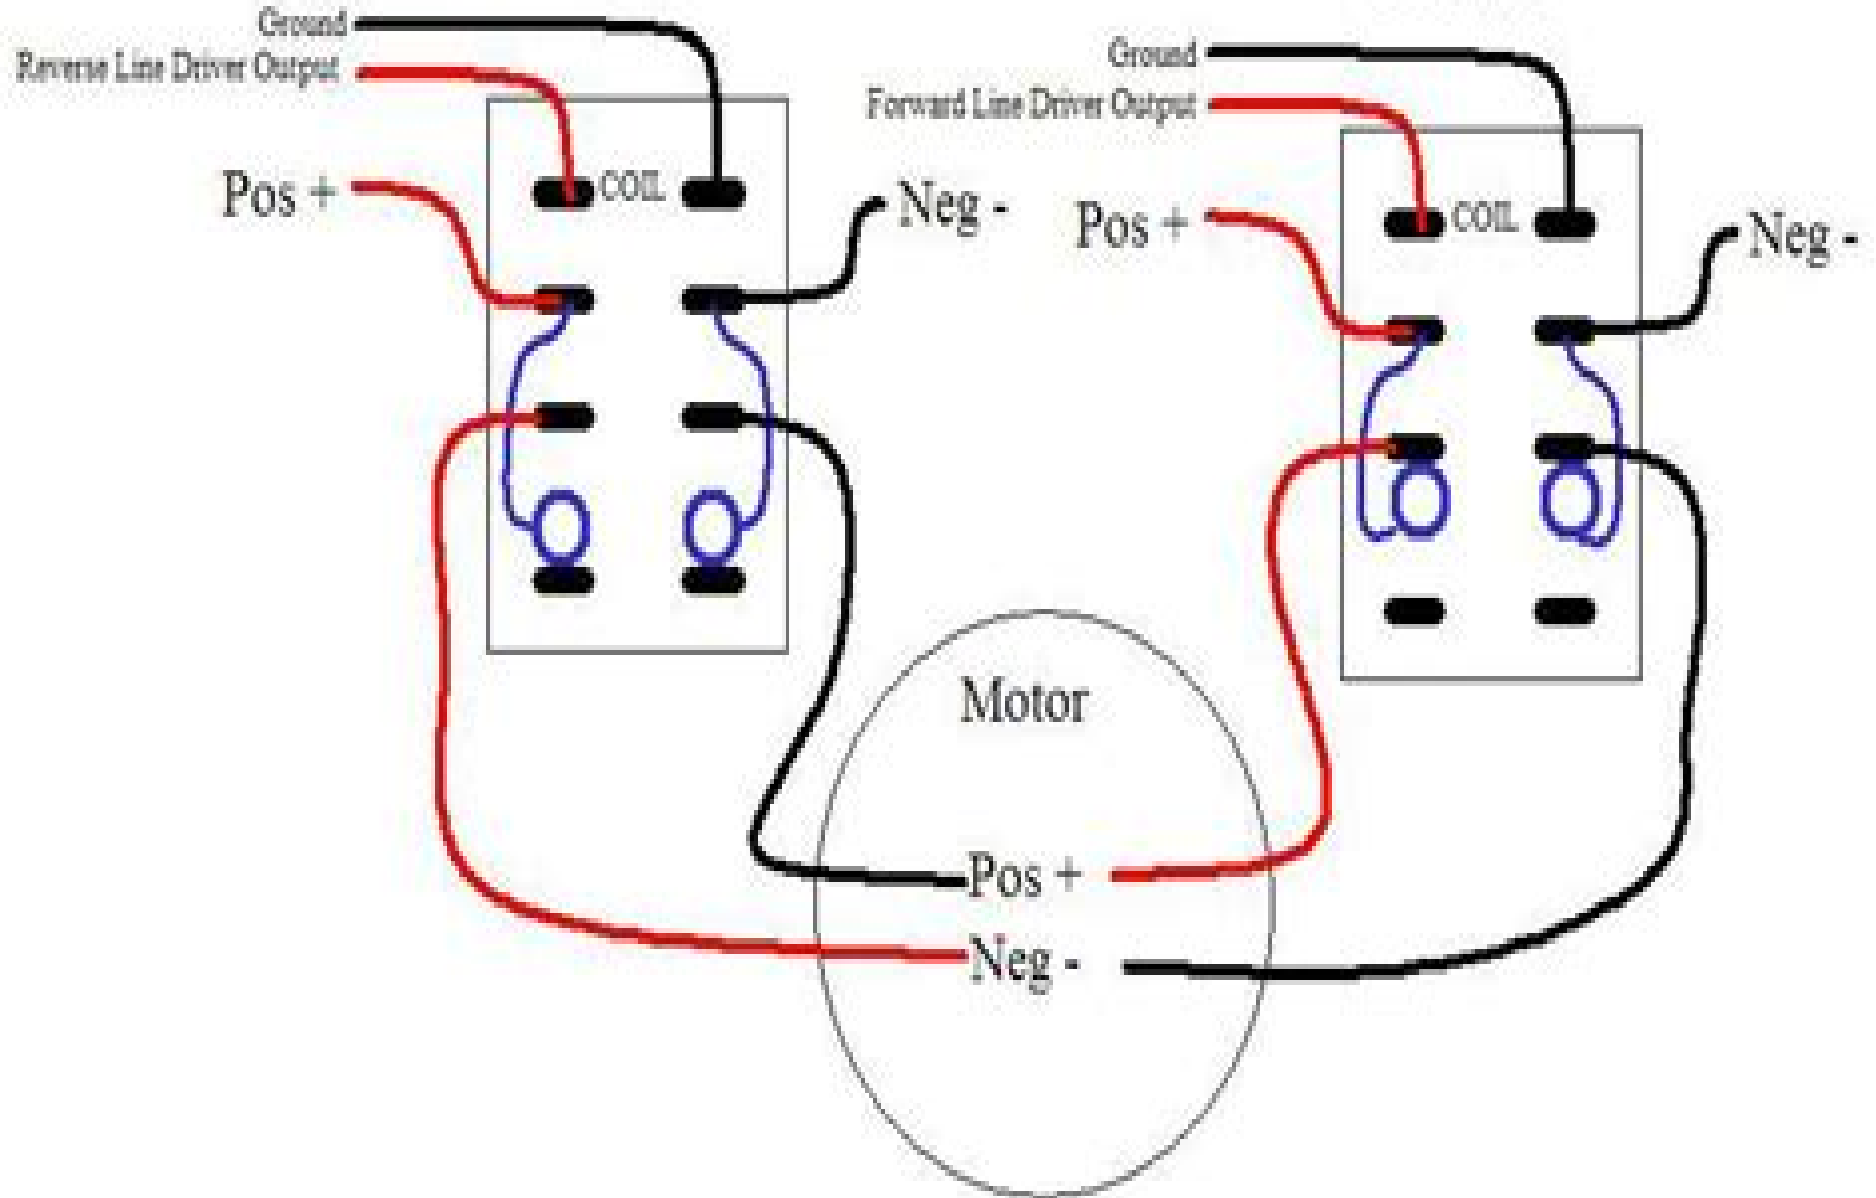 Ground
Reverse Line Driver Output
Pos +
COIL
Neg -
Ground
Forward Line Driver Output
Pos +
COIL
Neg -
Motor
Pos +
Neg -